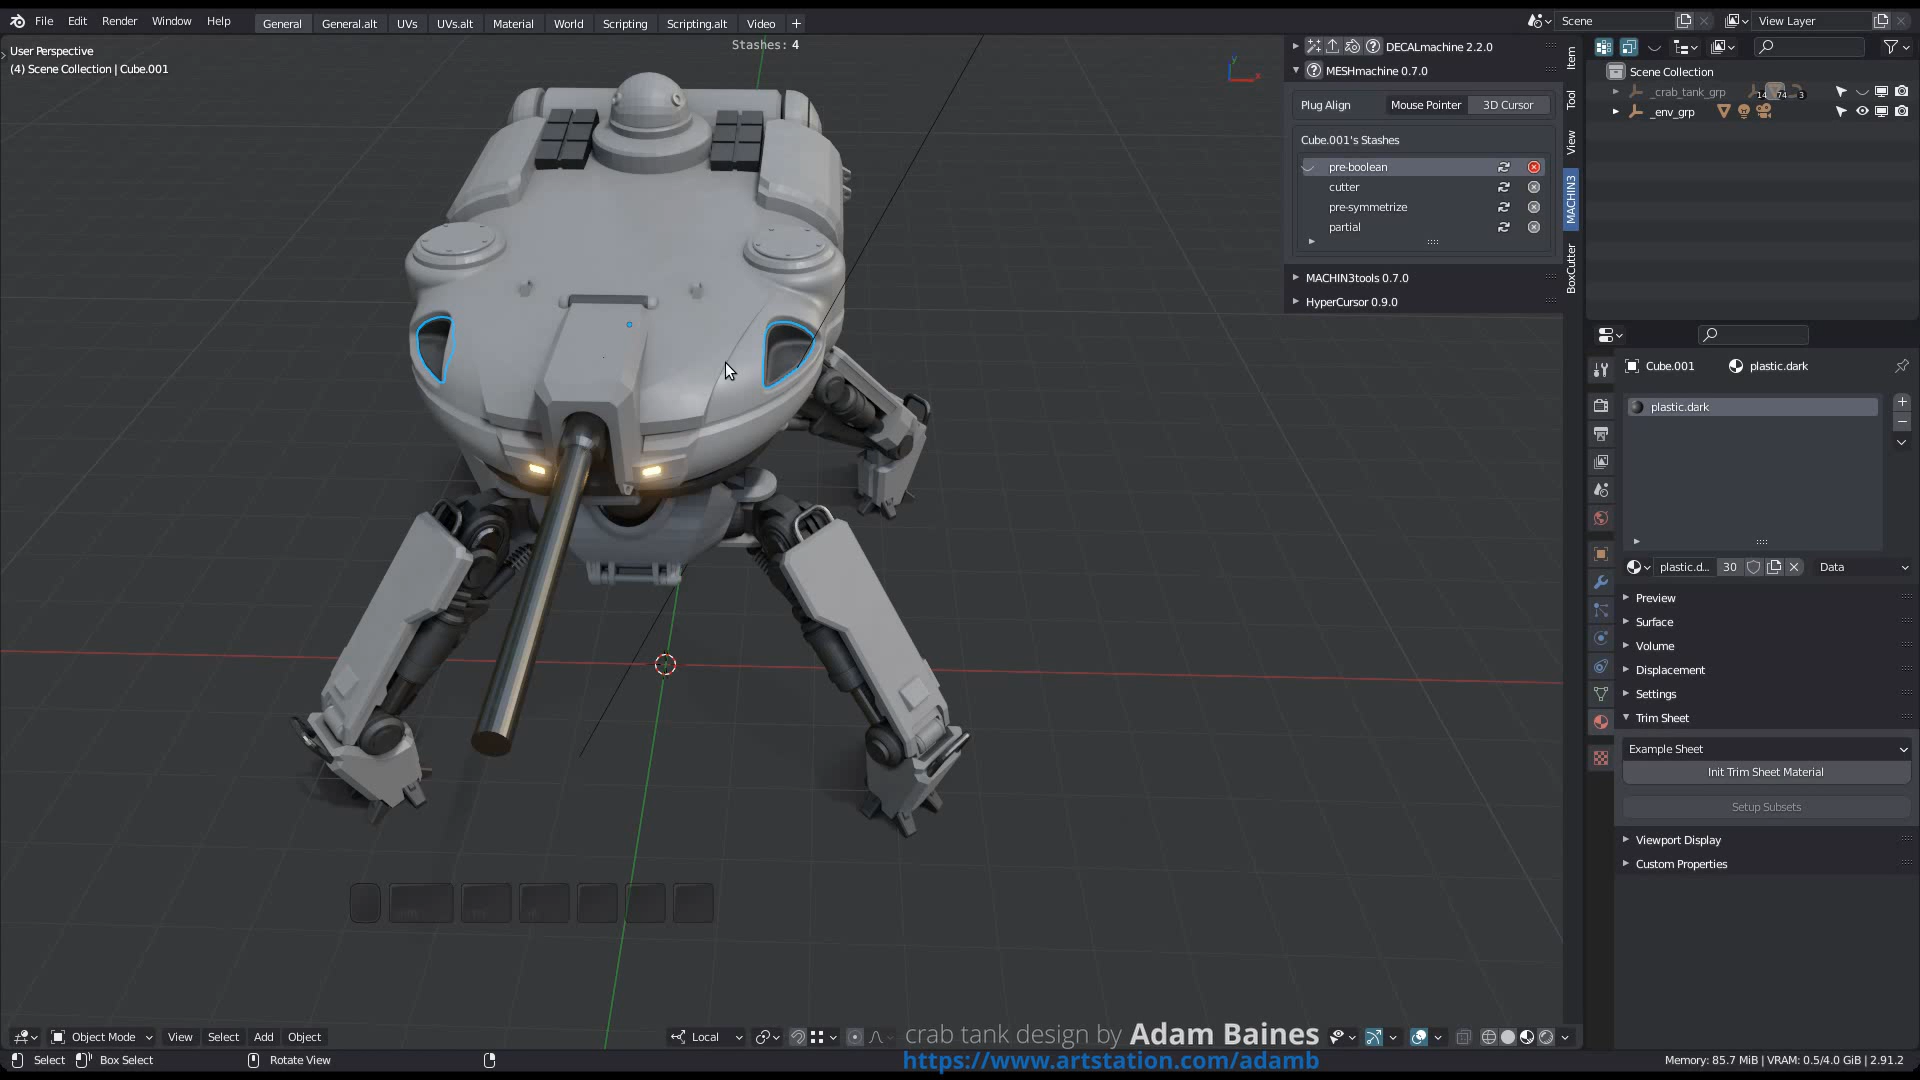 File Edit Render Window Help
General General.alt UVs UVs.alt Material World Scripting Scripting.alt Video +
Scene
View Layer
User Perspective
(4) Scene Collection | Cube.001
Stashes: 4
DECALmachine 2.2.0
MESHmachine 0.7.0
Plug Align Mouse Pointer 3D Cursor
Cube.001's Stashes
pre-boolean
cutter
pre-symmetrize
partial
MACHIN3tools 0.7.0
HyperCursor 0.9.0
Item
Tool
View
MACHIN3
BoxCutter
Scene Collection
_crab_tank_grp 14 74 3
_env_grp
Cube.001 plastic.dark
plastic.dark
plastic.d... 30 Data
Preview
Surface
Volume
Displacement
Settings
Trim Sheet
Example Sheet
Init Trim Sheet Material
Setup Subsets
Viewport Display
Custom Properties
y
x
Object Mode View Select Add Object
Local
crab tank design by Adam Baines
https://www.artstation.com/adamb
Select Box Select Rotate View
Memory: 85.7 MiB | VRAM: 0.5/4.0 GiB | 2.91.2